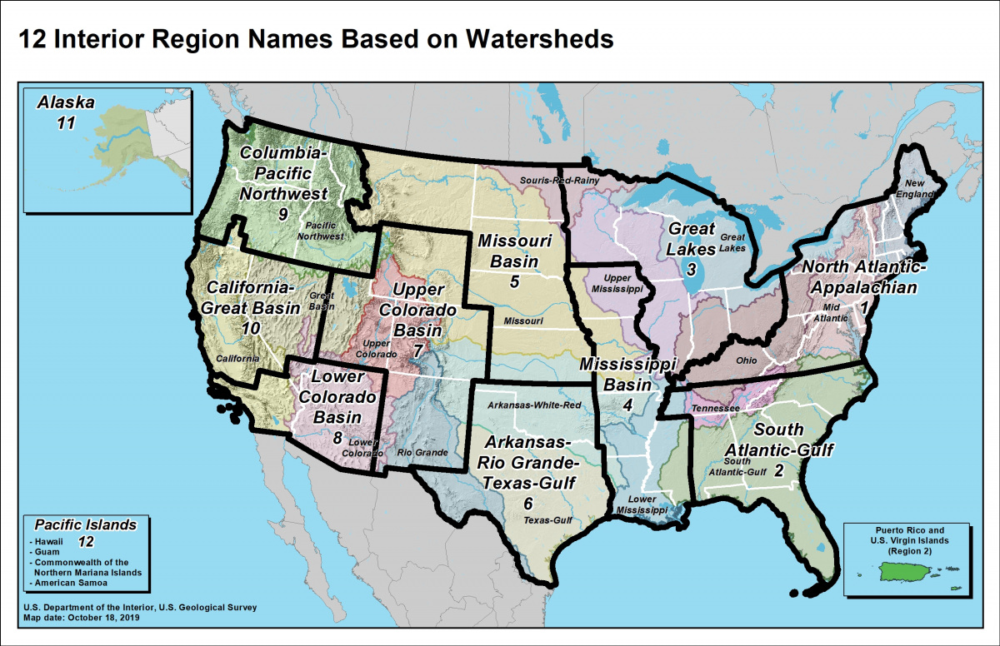 12 Interior Region Names Based on Watersheds
Alaska
11
Columbia-
Pacific
Northwest
9
Pacific
Northwest
Souris-Red-Rainy
New
England
Missouri
Basin
5
Missouri
Great
Lakes
3
Great
Lakes
North Atlantic-
Appalachian
1
Mid
Atlantic
California-
Great Basin
10
Great
Basin
California
Upper
Colorado
Basin
7
Upper
Colorado
Upper
Mississippi
Ohio
Mississippi
Basin
4
Lower
Colorado
Basin
8
Lower
Colorado
Rio Grande
Arkansas-White-Red
Tennessee
Arkansas-
Rio Grande-
Texas-Gulf
6
Texas-Gulf
South
Atlantic-Gulf
2
South
Atlantic-Gulf
Lower
Mississippi
Pacific Islands
12
- Hawaii
- Guam
- Commonwealth of the
Northern Mariana Islands
- American Samoa
Puerto Rico and
U.S. Virgin Islands
(Region 2)
U.S. Department of the Interior, U.S. Geological Survey
Map date: October 18, 2019